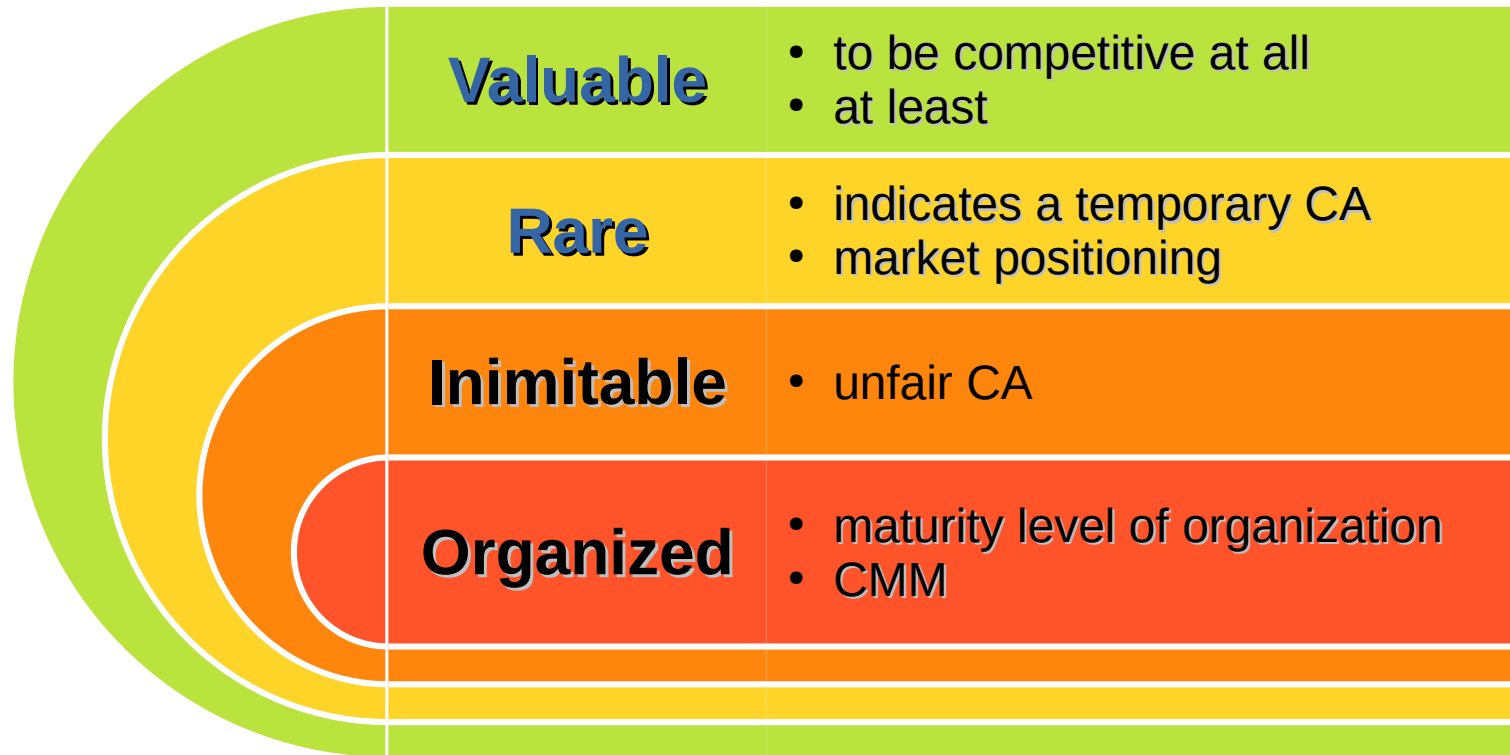 Valuable
• to be competitive at all
• at least
Rare
• indicates a temporary CA
• market positioning
Inimitable
• unfair CA
Organized
• maturity level of organization
• CMM